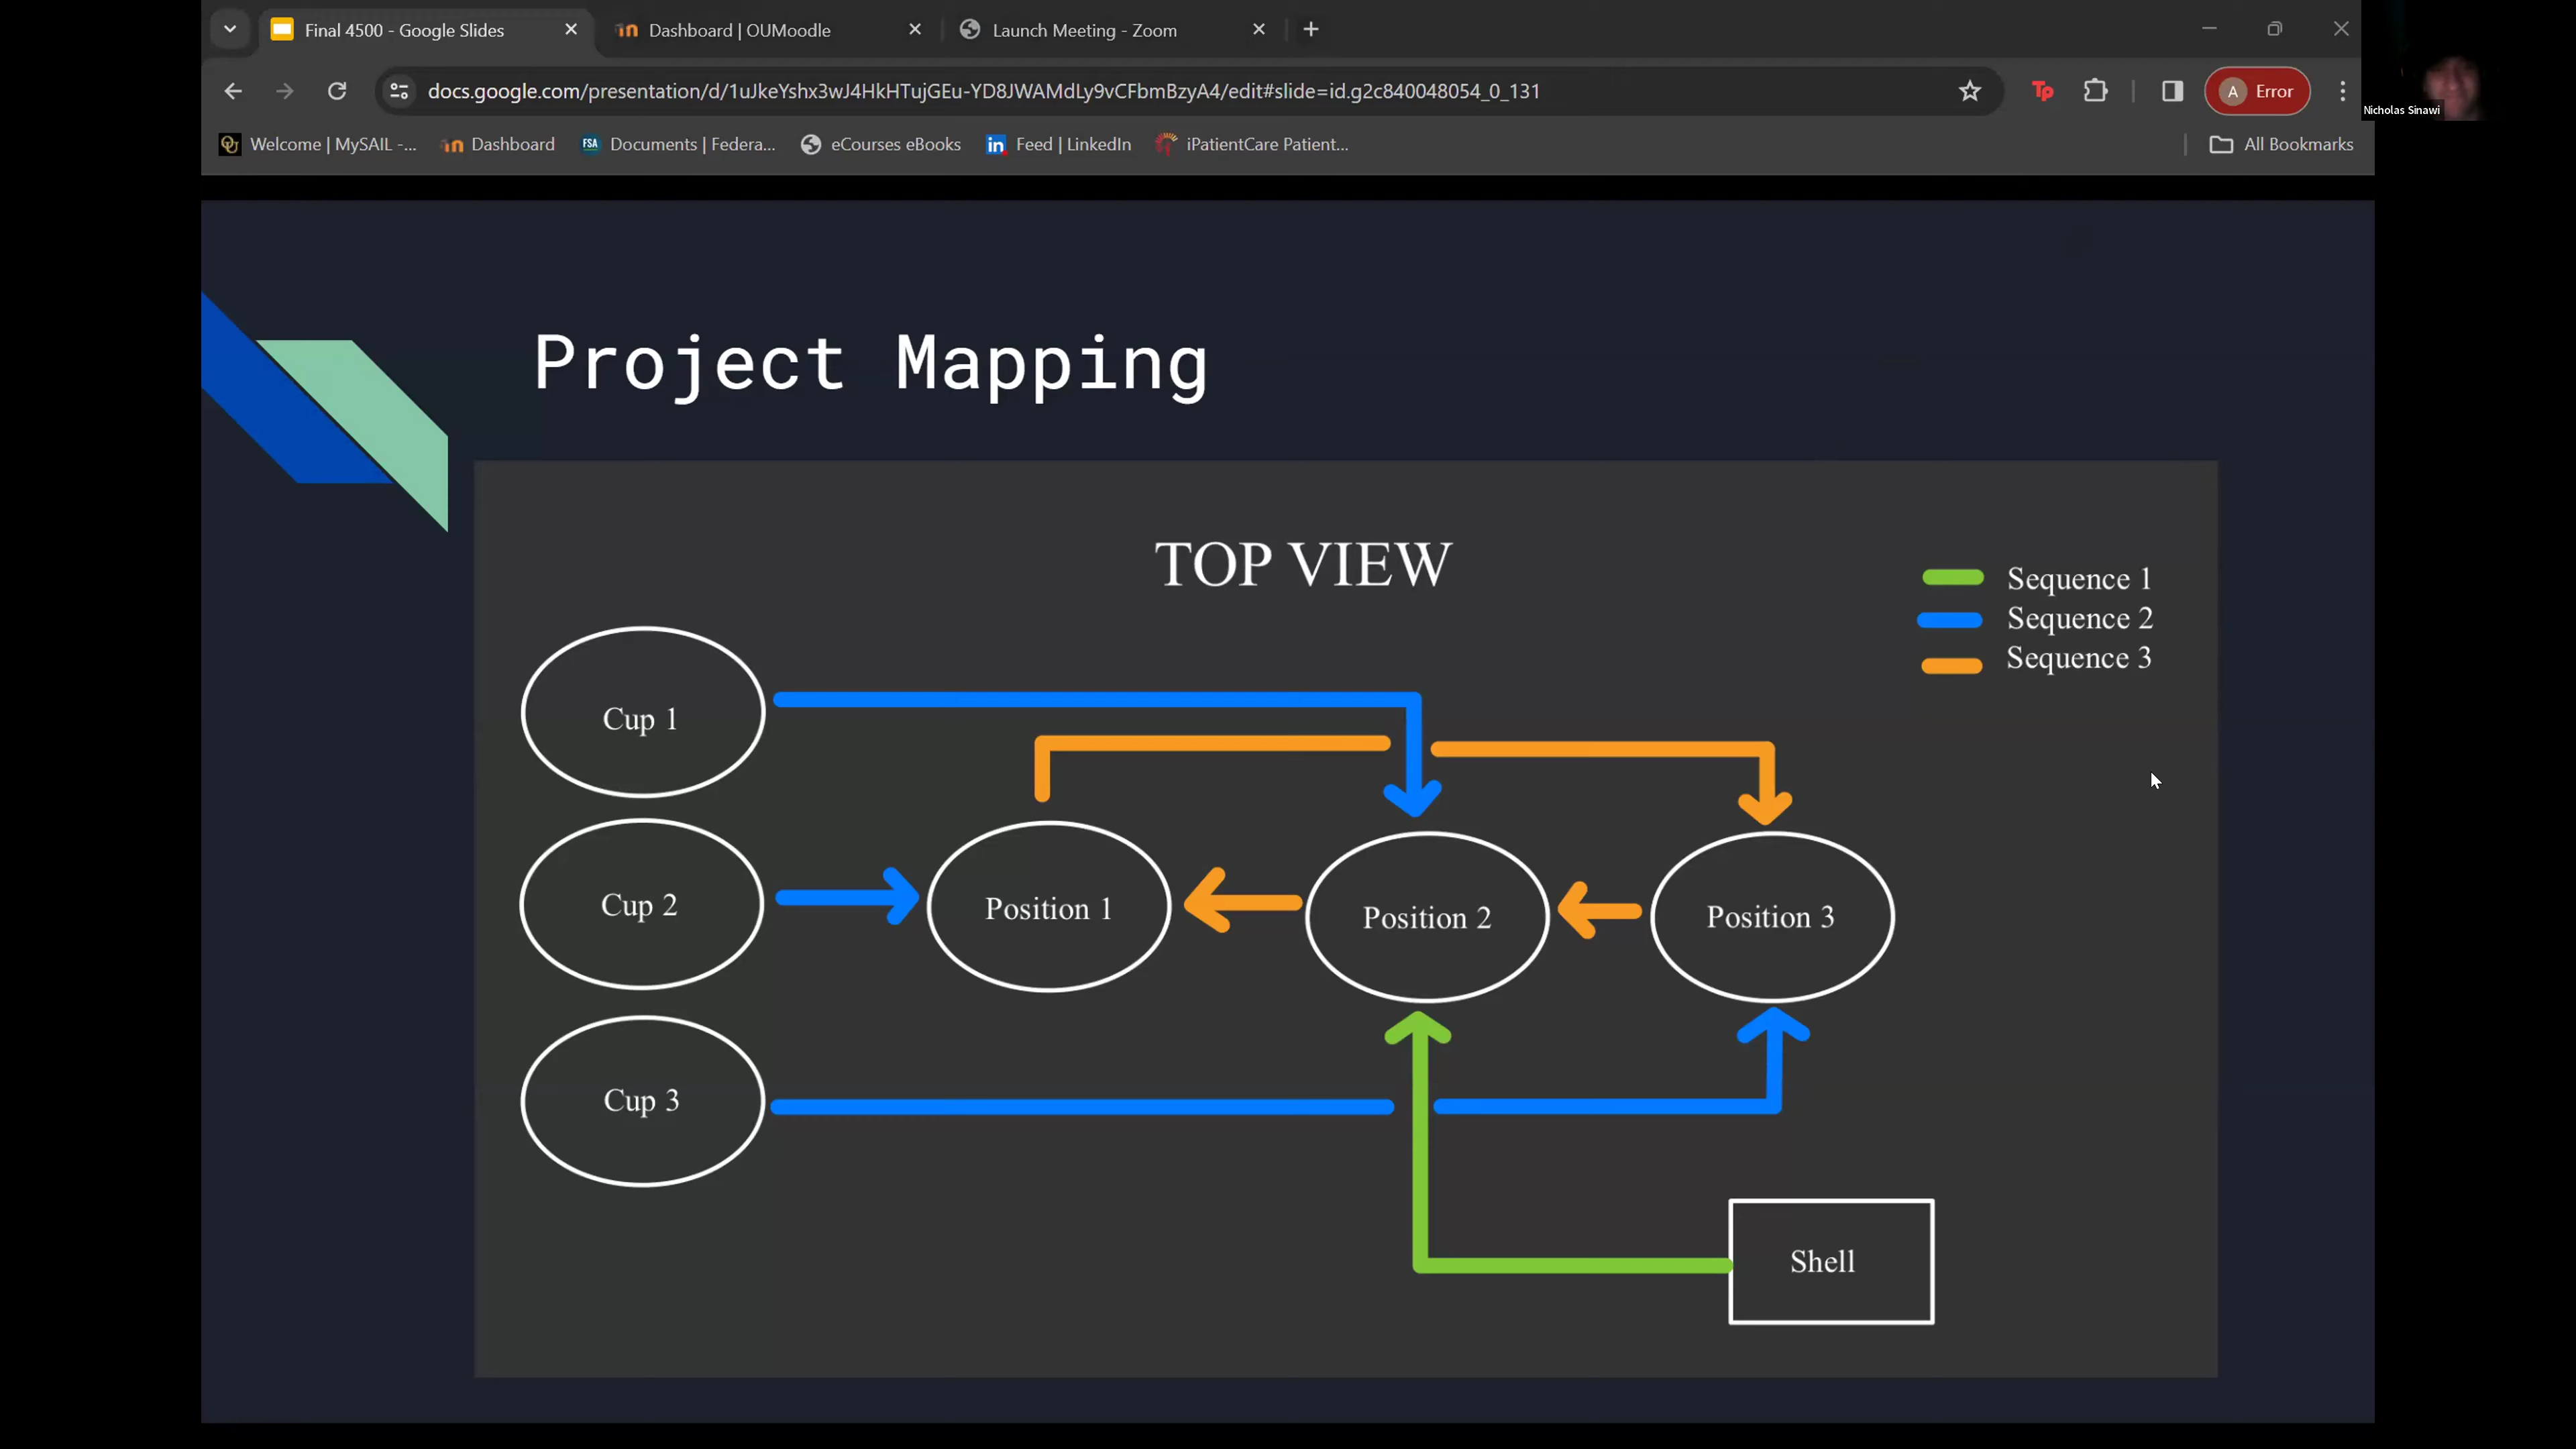 Final 4500 - Google Slides
Dashboard | OUMoodle
Launch Meeting - Zoom
docs.google.com/presentation/d/1uJkeYshx3wJ4HkHTujGEu-YD8JWAMdLy9vCFbmBzyA4/edit#slide=id.g2c840048054_0_131
Tp
A Error
Nicholas Sinawi
Welcome | MySAIL -...
Dashboard
FSA
Documents | Federa...
eCourses eBooks
in
Feed | LinkedIn
iPatientCare Patient...
All Bookmarks
Project Mapping
TOP VIEW
Sequence 1
Sequence 2
Sequence 3
Cup 1
Cup 2
Position 1
Position 2
Position 3
Cup 3
Shell